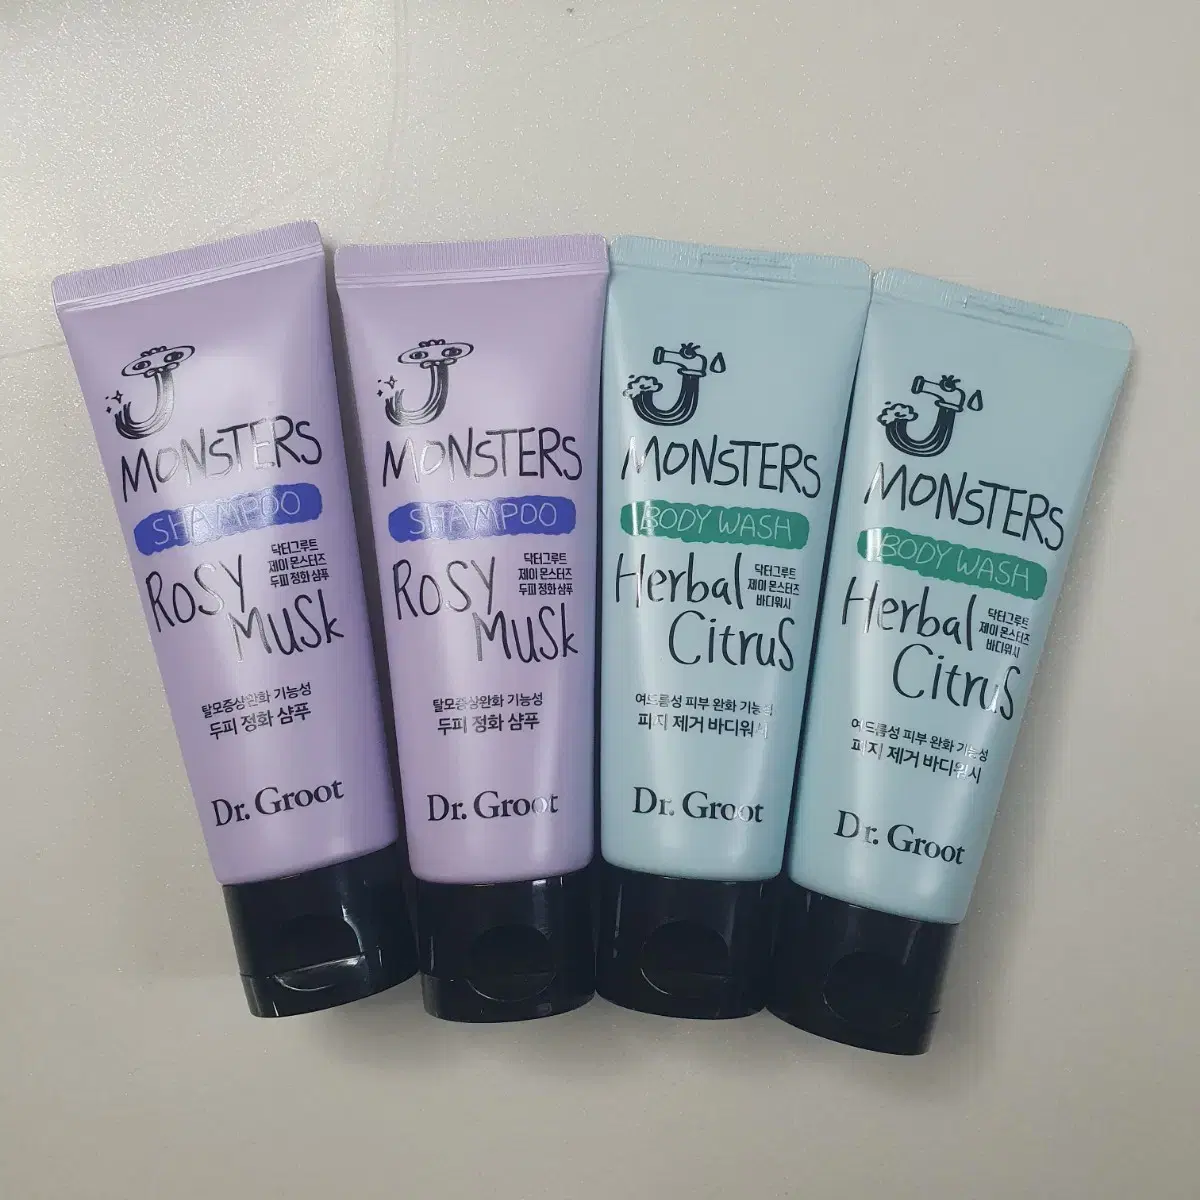 J
MONSTERS
SHAMPOO
ROSY
MUSK
닥터그루트
제이 몬스터즈
두피 정화 샴푸
탈모증상완화 기능성
두피 정화 샴푸
Dr. Groot
J
MONSTERS
SHAMPOO
ROSY
MUSK
닥터그루트
제이 몬스터즈
두피 정화 샴푸
탈모증상완화 기능성
두피 정화 샴푸
Dr. Groot
J
MONSTERS
BODY WASH
Herbal
Citrus
닥터그루트
제이 몬스터즈
바디워시
여드름성 피부 완화 기능성
피지 제거 바디워시
Dr. Groot
J
MONSTERS
BODY WASH
Herbal
Citrus
닥터그루트
제이 몬스터즈
바디워시
여드름성 피부 완화 기능성
피지 제거 바디워시
Dr. Groot